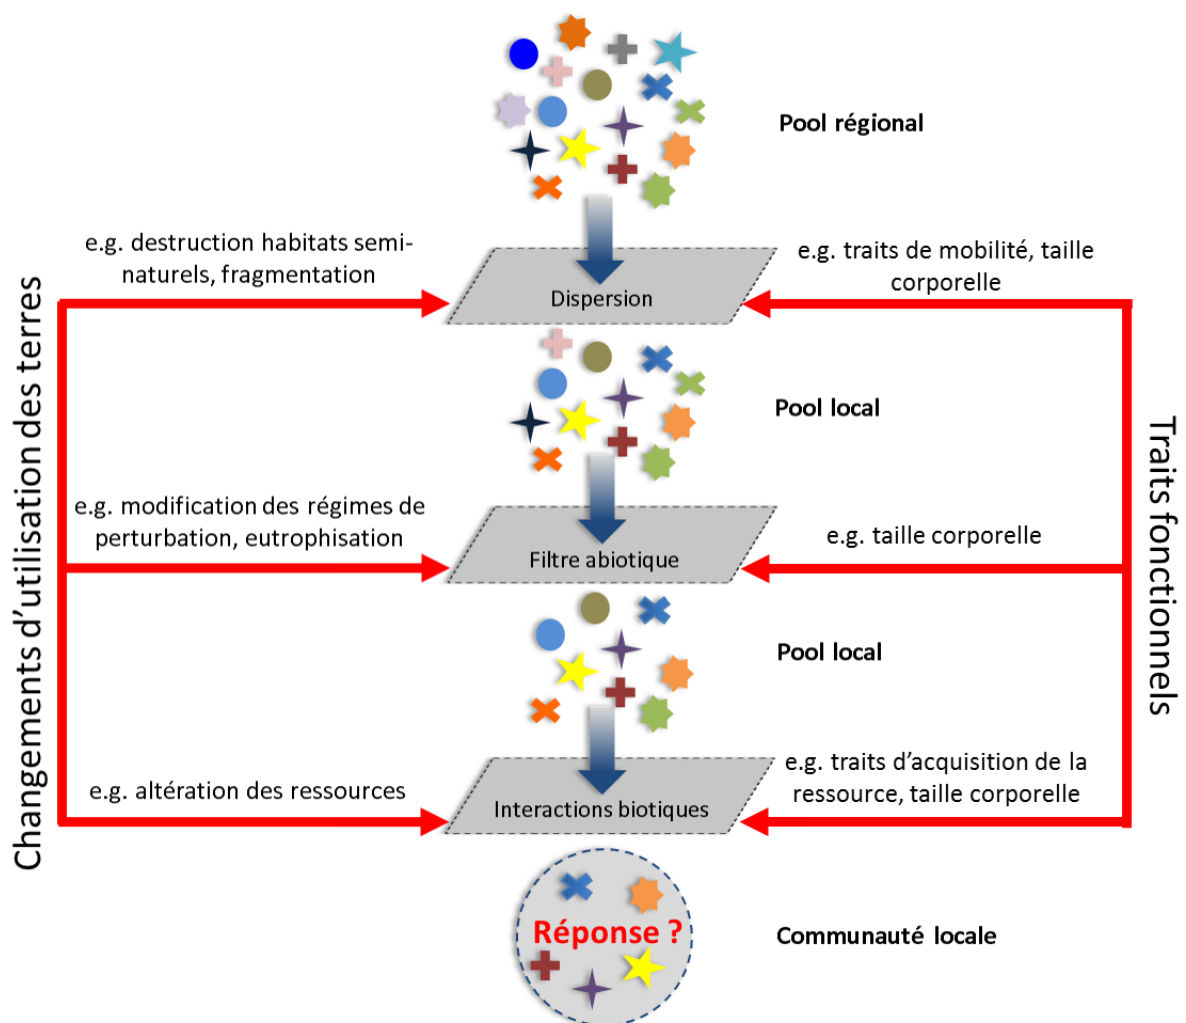 Pool régional
e.g. destruction habitats semi-
naturels, fragmentation
e.g. traits de mobilité, taille
corporelle
Dispersion
Pool local
Changements d’utilisation des terres
Traits fonctionnels
e.g. modification des régimes de
perturbation, eutrophisation
e.g. taille corporelle
Filtre abiotique
Pool local
e.g. altération des ressources
e.g. traits d’acquisition de la
ressource, taille corporelle
Interactions biotiques
Réponse ?
Communauté locale